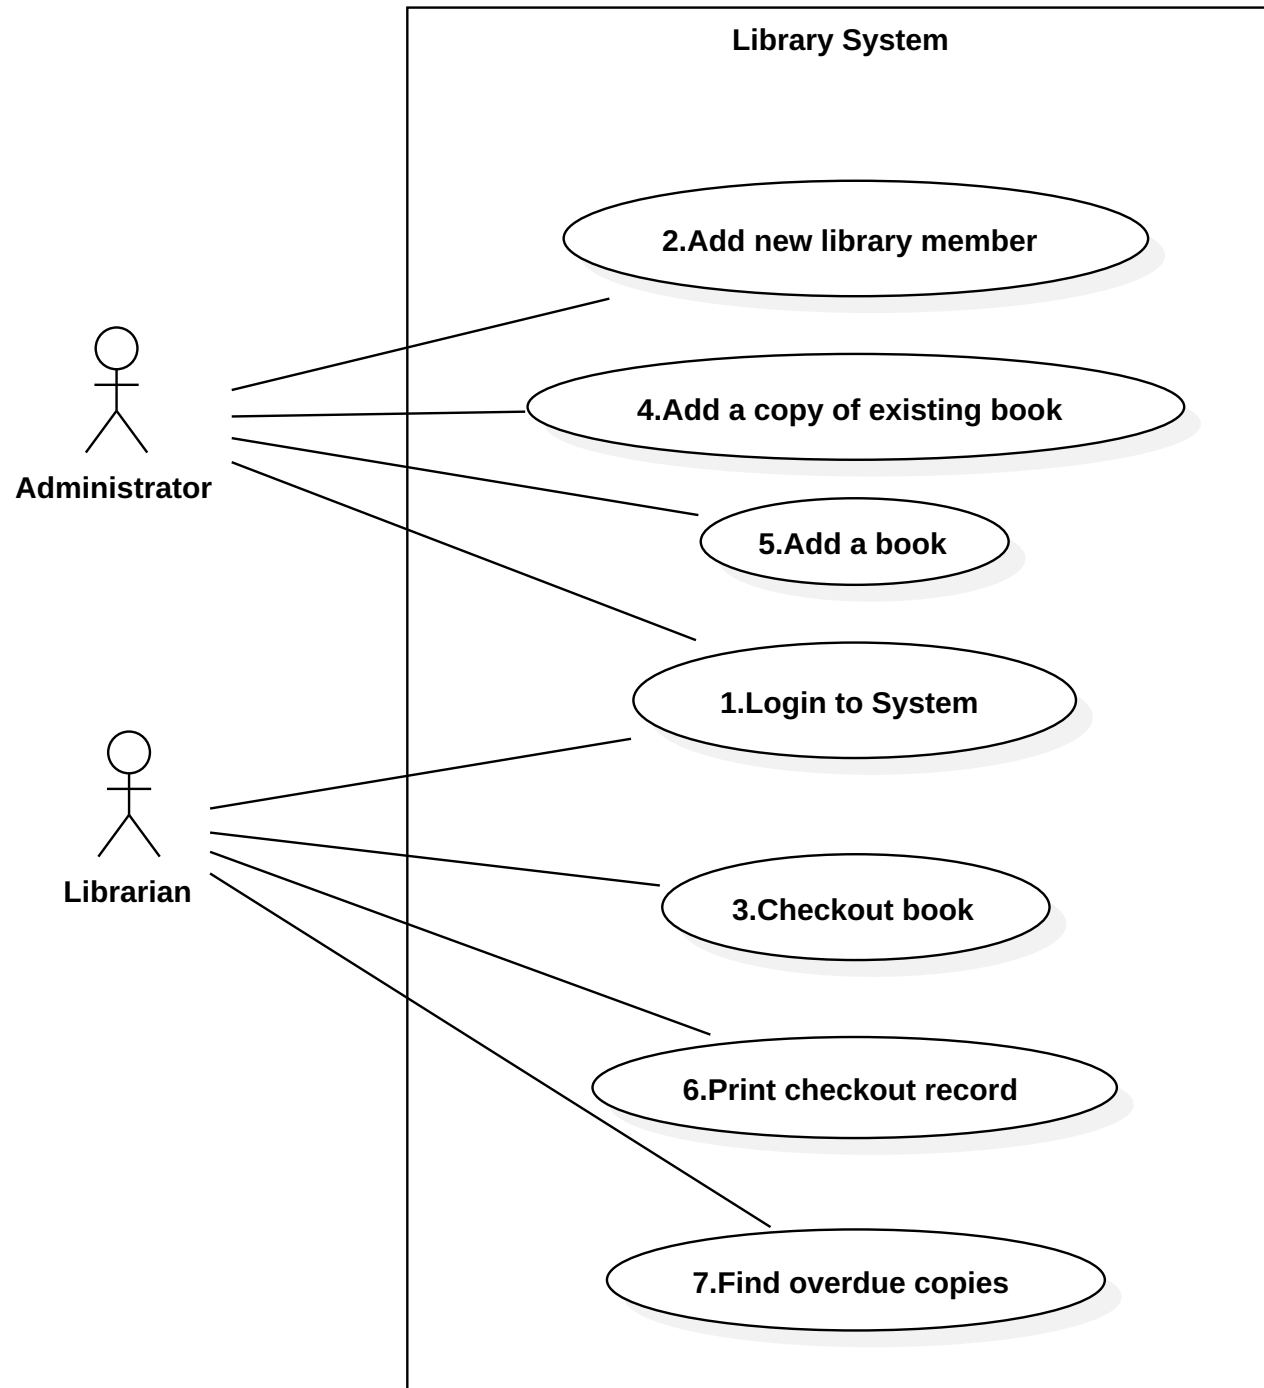 Library System
2.Add new library member
4.Add a copy of existing book
Administrator
5.Add a book
1.Login to System
Librarian
3.Checkout book
6.Print checkout record
7.Find overdue copies